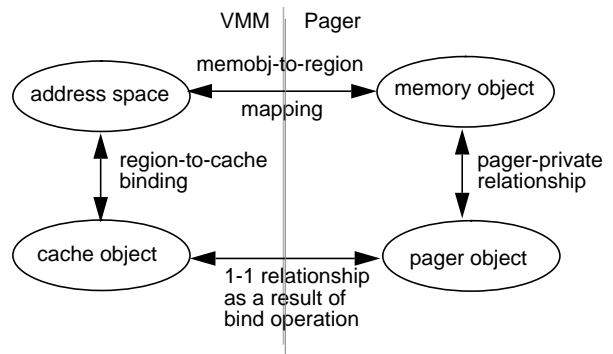 VMM Pager
memobj-to-region
address space
memory object
mapping
region-to-cache
binding
pager-private
relationship
cache object
pager object
1-1 relationship
as a result of
bind operation